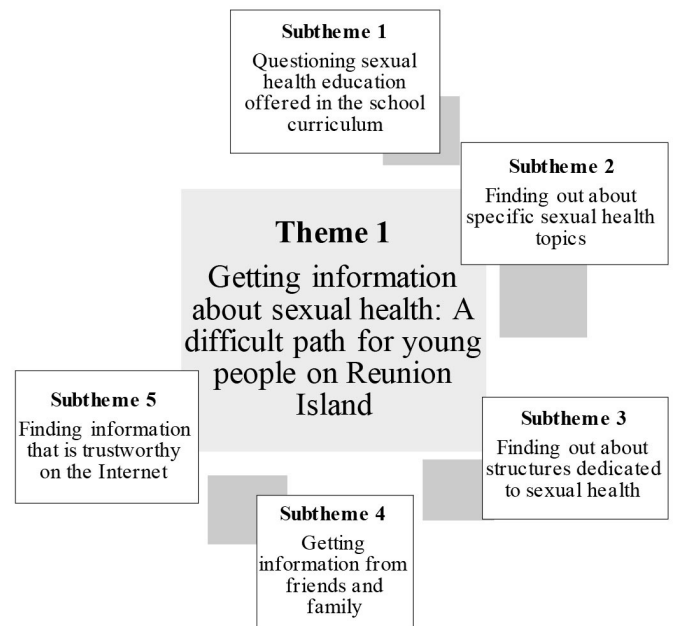 Subtheme 1
Questioning sexual
health education
offered in the school
curriculum
Subtheme 2
Finding out about
specific sexual health
topics
Theme 1
Getting information
about sexual health: A
difficult path for young
people on Reunion
Island
Subtheme 3
Finding out about
structures dedicated
to sexual health
Subtheme 4
Getting
information from
friends and
family
Subtheme 5
Finding information
that is trustworthy
on the Internet